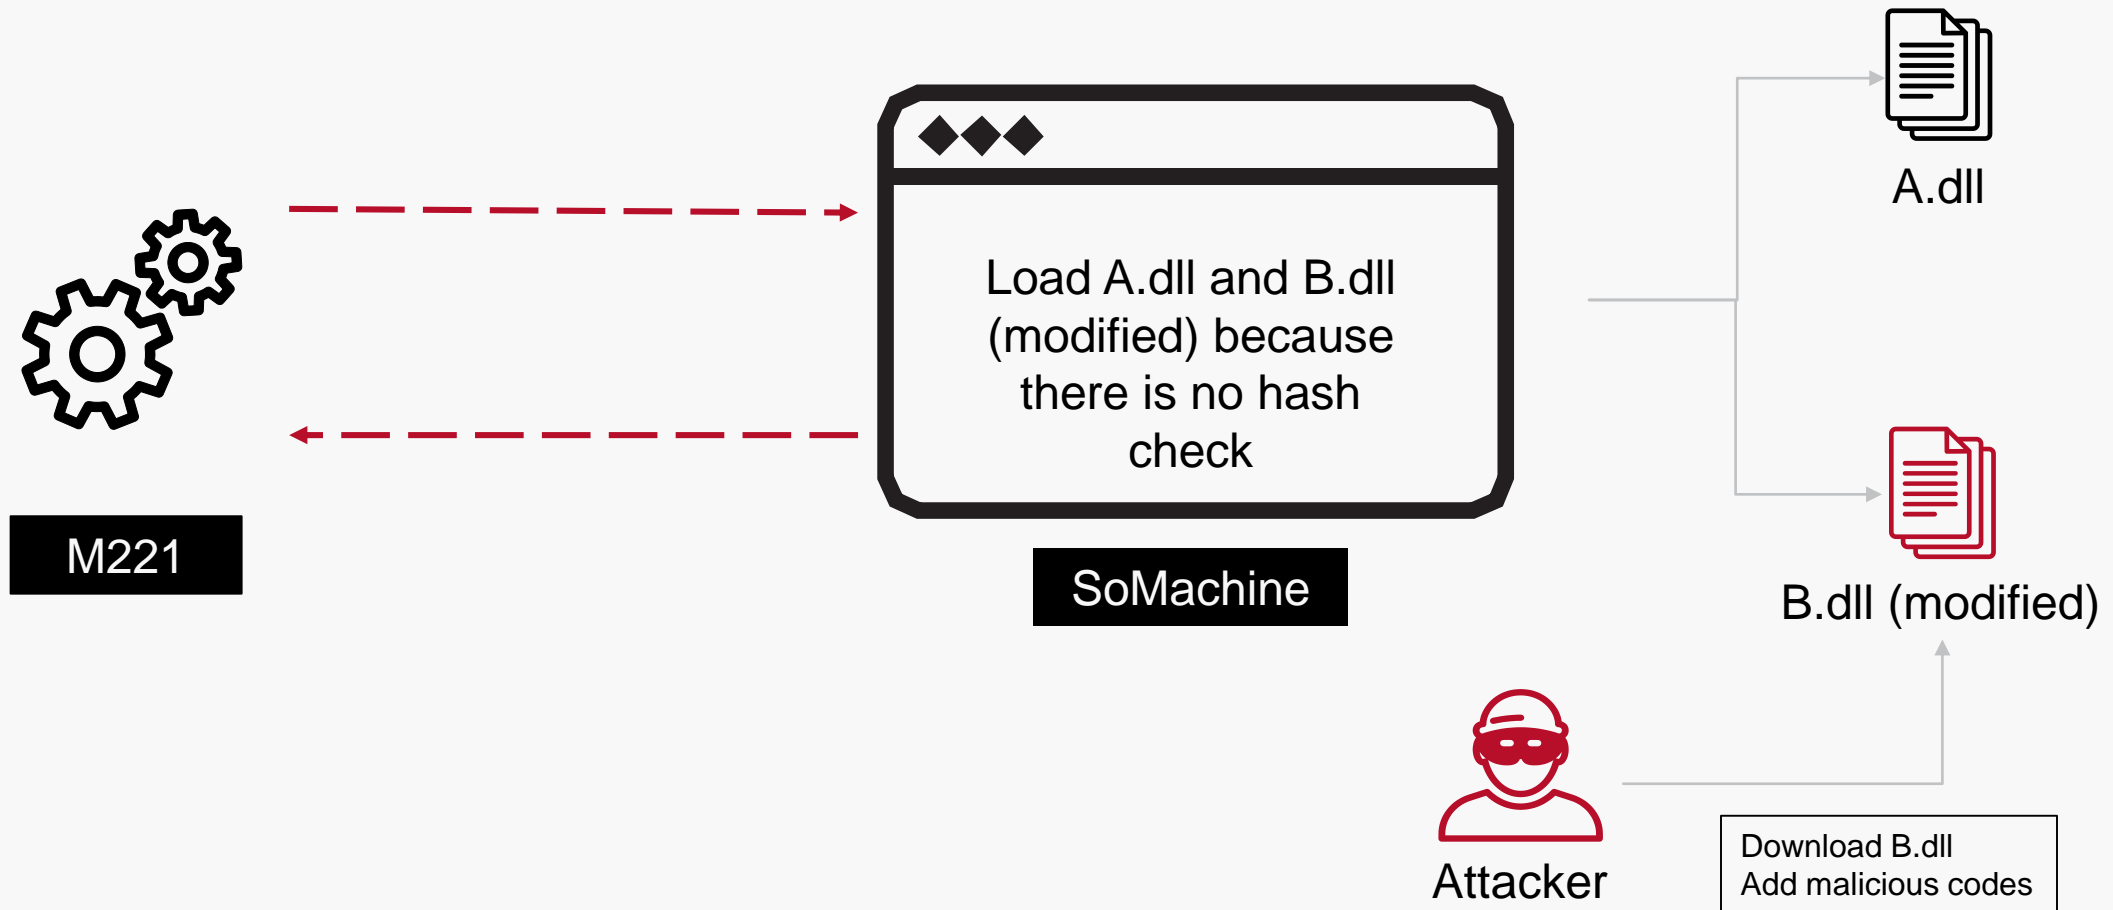 A.dll
Load A.dll and B.dll
(modified) because
there is no hash
check
M221
SoMachine
B.dll (modified)
Attacker
Download B.dll
Add malicious codes